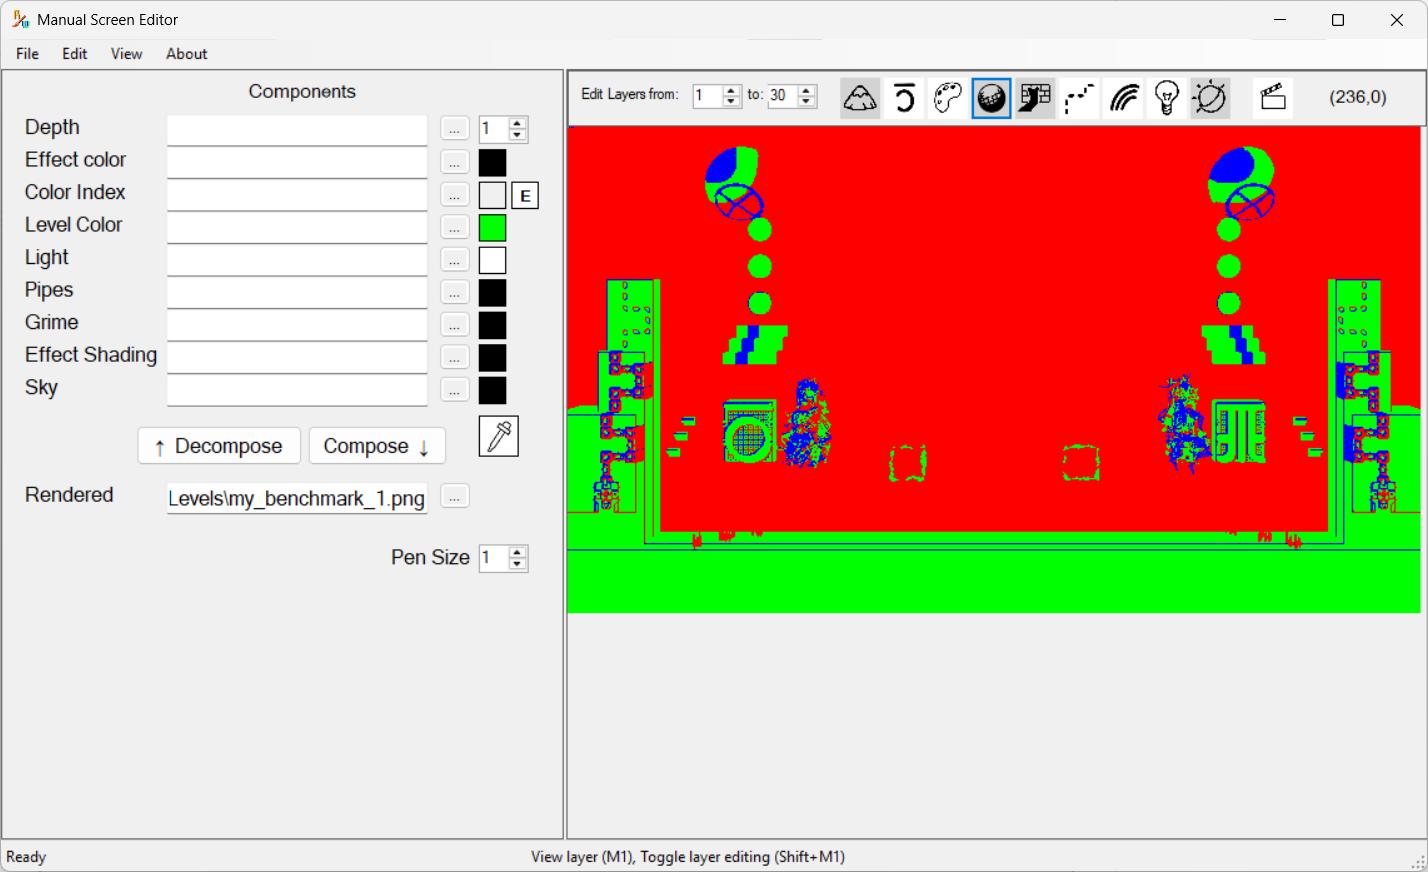 Manual Screen Editor
File Edit View About
Components
Edit Layers from: 1 to: 30 (236,0)
Depth ... 1
Effect color ...
Color Index ... E
Level Color ...
Light ...
Pipes ...
Grime ...
Effect Shading ...
Sky ...
↑ Decompose Compose ↓
Rendered Levels\my_benchmark_1.png ...
Pen Size 1
Ready View layer (M1), Toggle layer editing (Shift+M1)